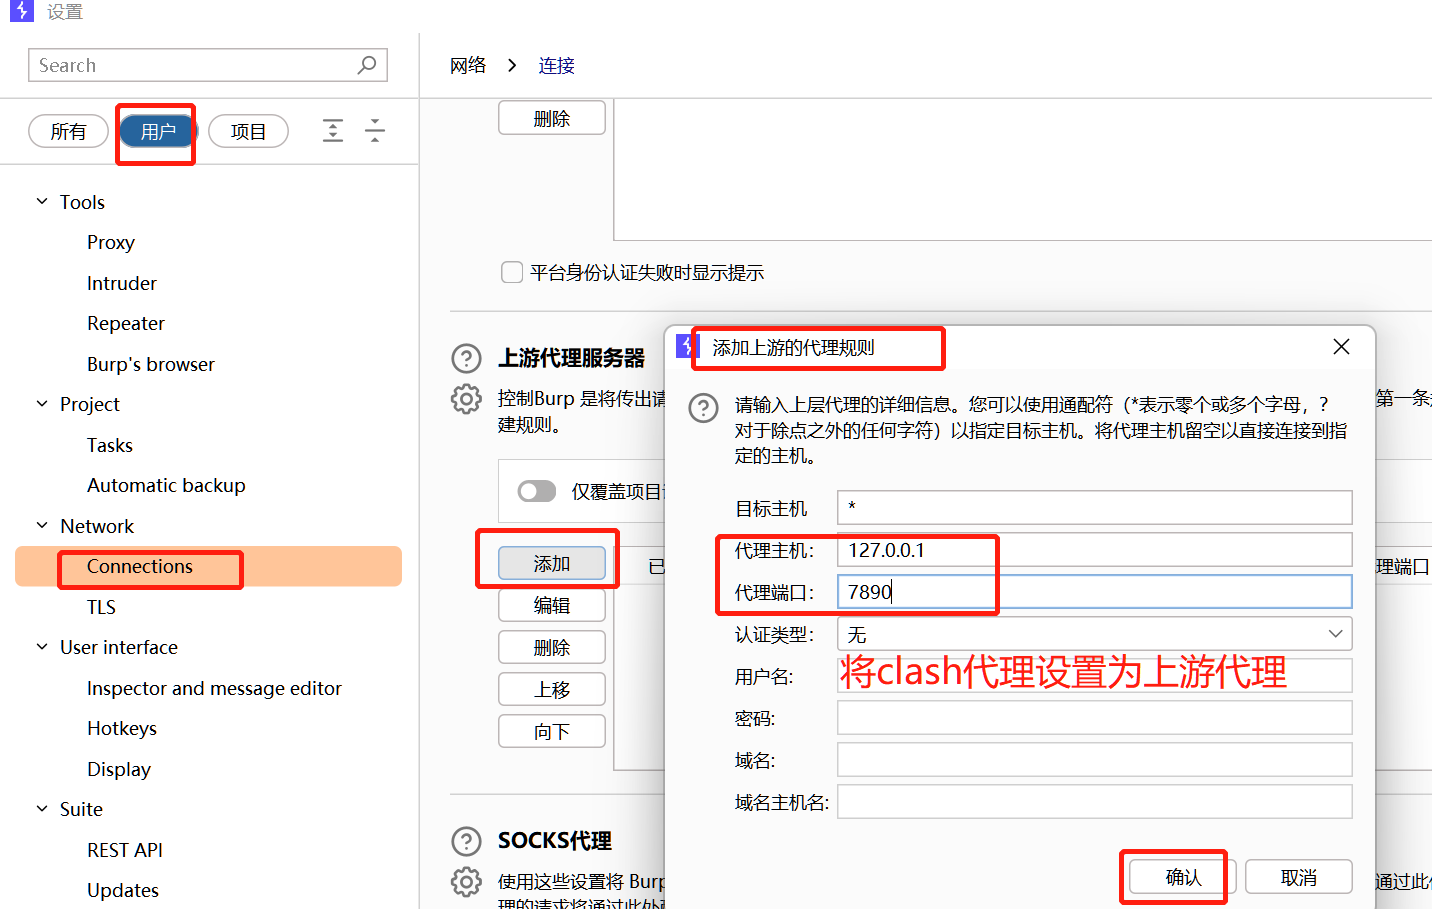 设置
Search
网络 > 连接
所有 用户 项目
删除
Tools
Proxy
Intruder
Repeater
Burp's browser
Project
Tasks
Automatic backup
Network
Connections
TLS
User interface
Inspector and message editor
Hotkeys
Display
Suite
REST API
Updates
平台身份认证失败时显示提示
上游代理服务器
控制Burp 是将传出请
第一条
建规则。
仅覆盖项目
添加
编辑
删除
上移
向下
已
理端口
SOCKS代理
使用这些设置将 Burp
通过此
理的请求将通过此处
添加上游的代理规则
请输入上层代理的详细信息。您可以使用通配符（*表示零个或多个字母，?
对于除点之外的任何字符）以指定目标主机。将代理主机留空以直接连接到指
定的主机。
目标主机 *
代理主机: 127.0.0.1
代理端口: 7890
认证类型: 无
用户名: 将clash代理设置为上游代理
密码:
域名:
域名主机名:
确认 取消